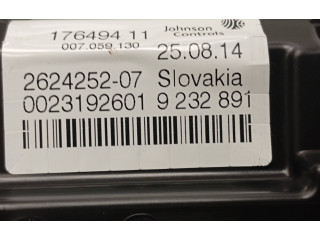 176494 11
Johnson
Controls
007.059.130
25.08.14
2624252-07 Slovakia
0023192601 9 232 891